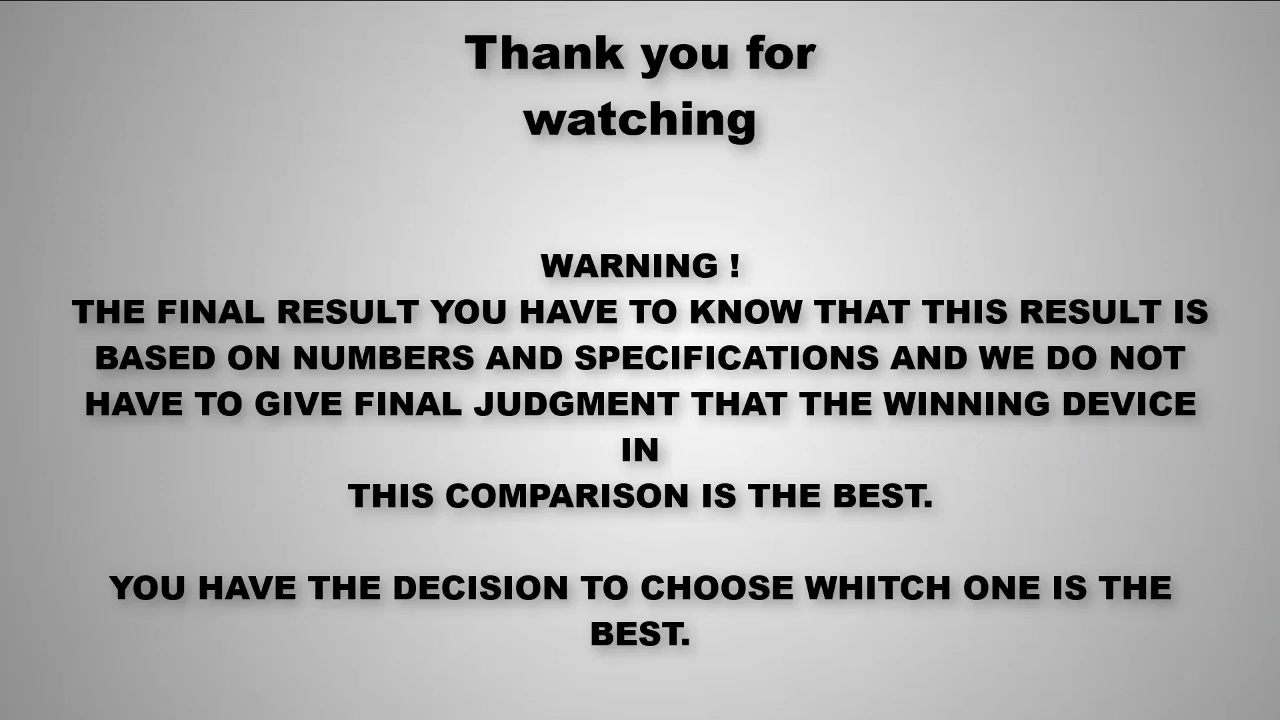 Thank you for
watching
WARNING !
THE FINAL RESULT YOU HAVE TO KNOW THAT THIS RESULT IS
BASED ON NUMBERS AND SPECIFICATIONS AND WE DO NOT
HAVE TO GIVE FINAL JUDGMENT THAT THE WINNING DEVICE
IN
THIS COMPARISON IS THE BEST.
YOU HAVE THE DECISION TO CHOOSE WHITCH ONE IS THE
BEST.